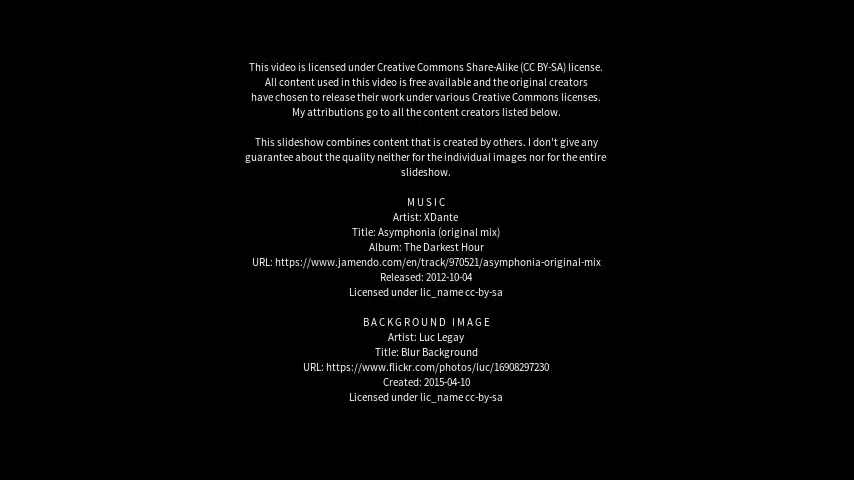 This video is licensed under Creative Commons Share-Alike (CC BY-SA) license.
All content used in this video is free available and the original creators
have chosen to release their work under various Creative Commons licenses.
My attributions go to all the content creators listed below.
This slideshow combines content that is created by others. I don't give any
guarantee about the quality neither for the individual images nor for the entire
slideshow.
MUSIC
Artist: XDante
Title: Asymphonia (original mix)
Album: The Darkest Hour
URL: https://www.jamendo.com/en/track/970521/asymphonia-original-mix
Released: 2012-10-04
Licensed under lic_name cc-by-sa
BACKGROUND IMAGE
Artist: Luc Legay
Title: Blur Background
URL: https://www.flickr.com/photos/luc/16908297230
Created: 2015-04-10
Licensed under lic_name cc-by-sa